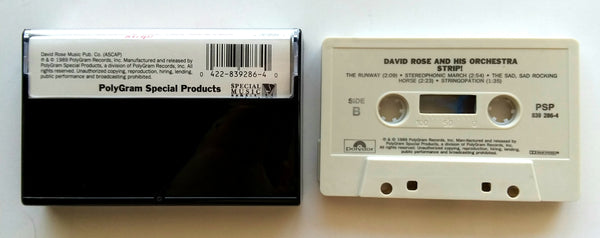 David Rose Music Pub. Co. (ASCAP)
℗ & © 1989 PolyGram Records, Inc. Manufactured and released by
PolyGram Special Products, a division of PolyGram Records, Inc. All
rights reserved. Unauthorized copying, reproduction, hiring, lending,
public performance and broadcasting prohibited.
0 422-839286-4 0
PolyGram Special Products
SPECIAL
MUSIC
DAVID ROSE AND HIS ORCHESTRA
STRIP!
THE RUNWAY (2:09) • STEREOPHONIC MARCH (2:54) • THE SAD, SAD ROCKING
HORSE (2:23) • STRINGOPATION (1:35)
SIDE
B
100 50
PSP
839 286-4
℗ & © 1989 PolyGram Records, Inc. Manufactured and released by
PolyGram Special Products, a division of PolyGram Records, Inc.
All rights reserved. Unauthorized copying, reproduction, hiring, lending,
public performance and broadcasting prohibited.
Polydor